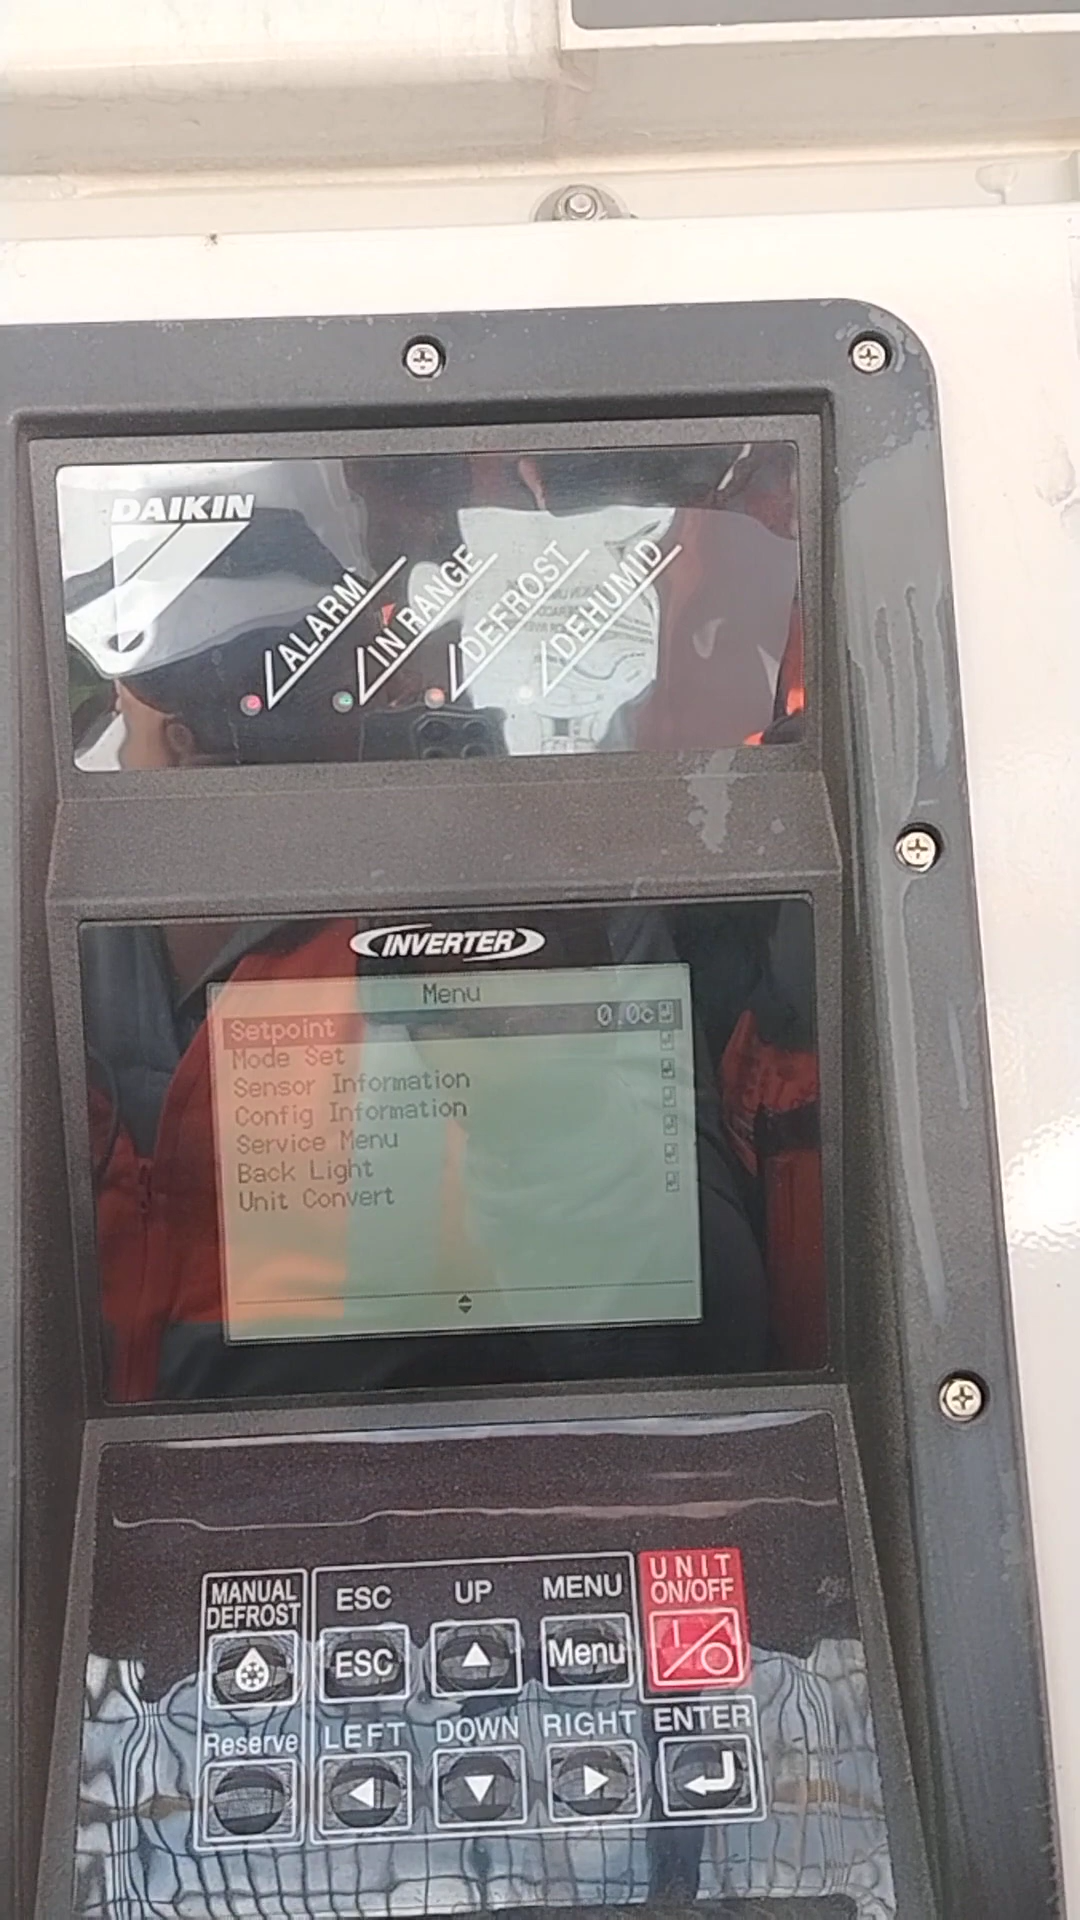 DAIKIN
ALARM
IN RANGE
DEFROST
DEHUMID
INVERTER
Menu
Setpoint 0.0c
Mode Set
Sensor Information
Config Information
Service Menu
Back Light
Unit Convert
MANUAL DEFROST
ESC
UP
MENU
UNIT ON/OFF
ESC
Menu
Reserve
LEFT
DOWN
RIGHT
ENTER